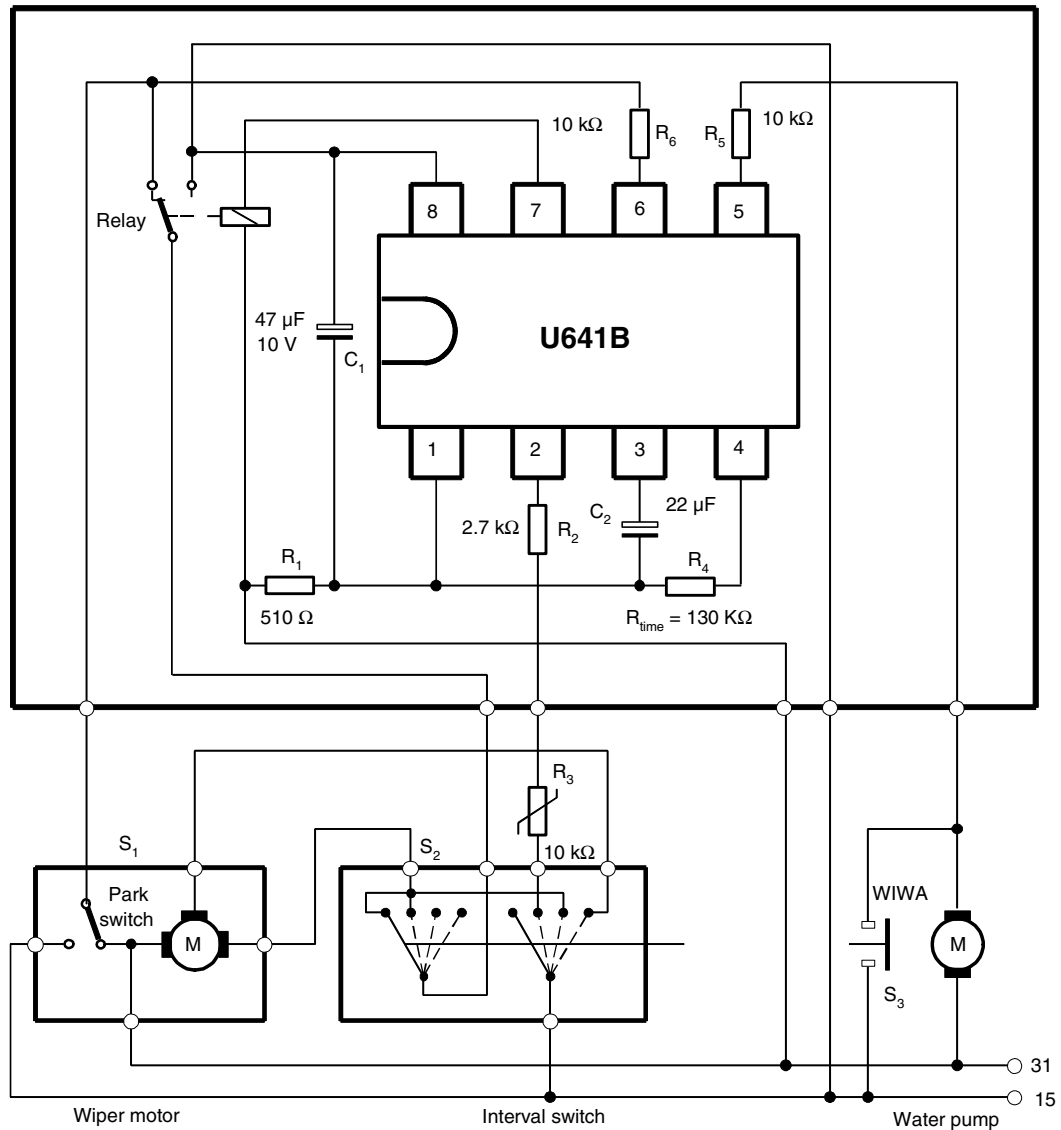 10 kΩ
R6
R5
10 kΩ
8
7
6
5
Relay
47 µF
10 V
C1
U641B
1
2
3
4
2.7 kΩ
R2
C2
22 µF
R1
510 Ω
R4
Rtime = 130 KΩ
R3
10 kΩ
S1
S2
Park
switch
M
WIWA
M
S3
31
15
Wiper motor
Interval switch
Water pump